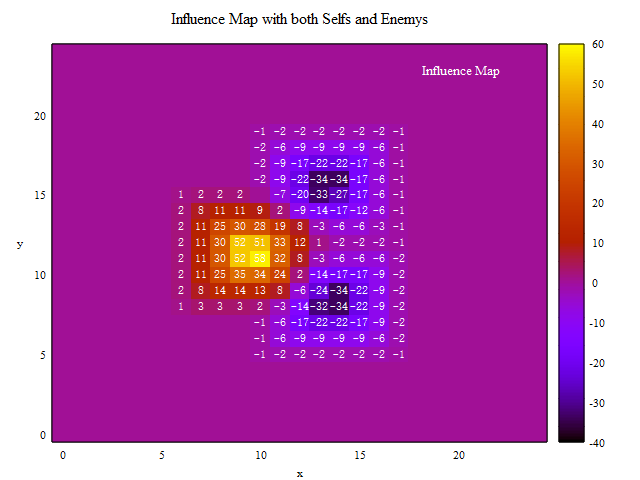 Influence Map with both Selfs and Enemys
Influence Map
-1 -2 -2 -2 -2 -2 -2 -1
-2 -6 -9 -9 -9 -9 -6 -1
-2 -9 -17 -22 -22 -17 -6 -1
-2 -9 -22 -34 -34 -17 -6 -1
1 2 2 2 -7 -20 -33 -27 -17 -6 -1
2 8 11 11 9 2 -9 -14 -17 -12 -6 -1
2 11 25 30 28 19 8 -3 -6 -6 -3 -1
2 11 30 52 51 33 12 1 -2 -2 -2 -1
2 11 30 52 32 8 -3 -6 -6 -6 -2
2 11 25 35 34 24 2 -14 -17 -17 -9 -2
2 8 14 14 13 8 -6 -24 -34 -22 -9 -2
1 3 3 3 2 -3 -14 -32 -34 -22 -9 -2
-1 -6 -17 -22 -22 -17 -9 -2
-1 -6 -9 -9 -9 -9 -6 -2
-1 -2 -2 -2 -2 -2 -2 -1
20
15
10
5
0
y
0 5 10 15 20
x
60
50
40
30
20
10
0
-10
-20
-30
-40